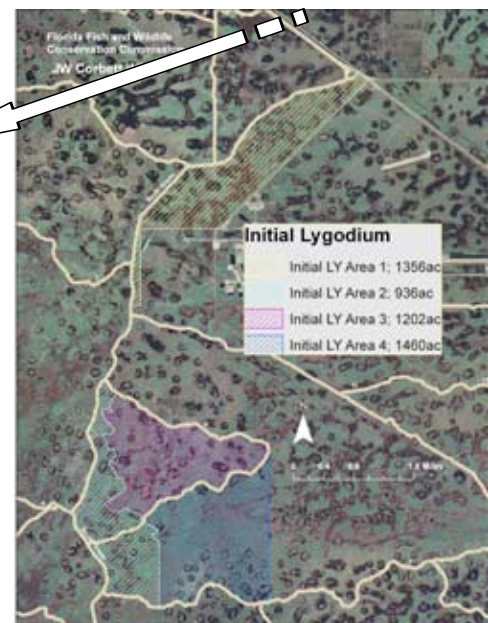 Florida Fish and Wildlife
Conservation Commission
JW Corbett
Initial Lygodium
Initial LY Area 1; 1356ac
Initial LY Area 2; 936ac
Initial LY Area 3; 1202ac
Initial LY Area 4; 1460ac
Miles